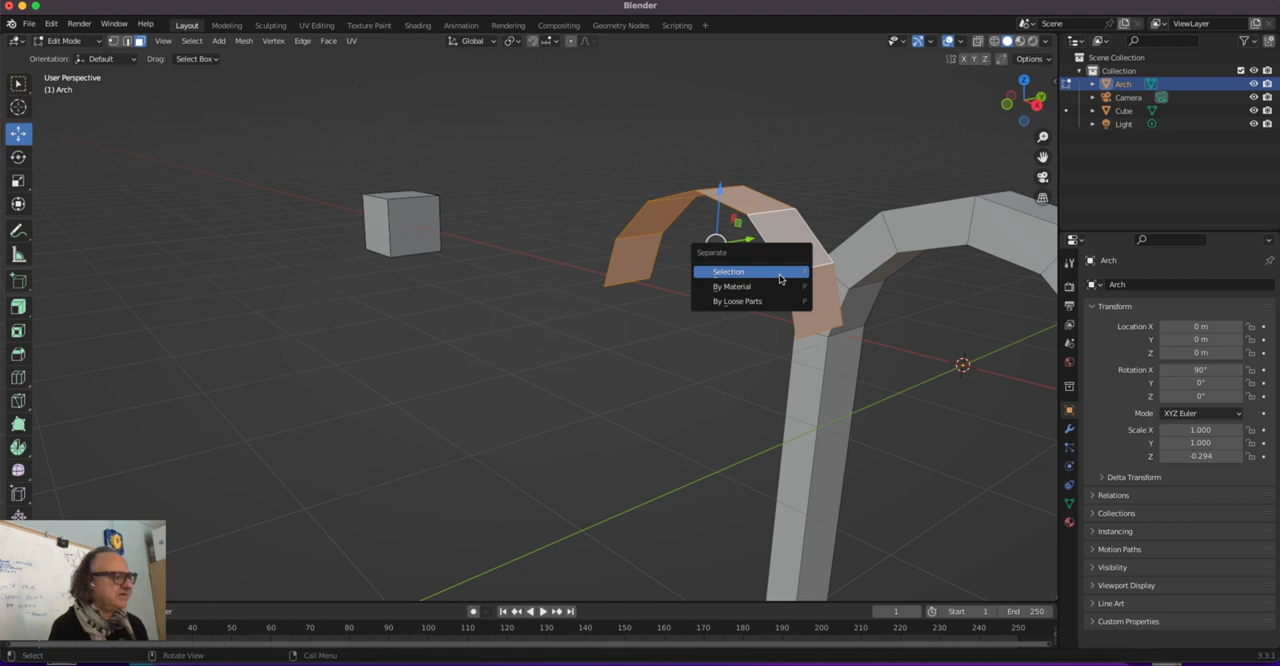 Blender
File Edit Render Window Help Layout Modeling Sculpting UV Editing Texture Paint Shading Animation Rendering Compositing Geometry Nodes Scripting + Scene ViewLayer
Edit Mode View Select Add Mesh Vertex Edge Face UV Global
Orientation: Default Drag: Select Box X Y Z Options
User Perspective
(1) Arch
Scene Collection
Collection
Arch
Camera
Cube
Light
Z
Y
X
Separate
Selection P
By Material P
By Loose Parts P
Arch
Arch
Transform
Location X 0 m
Y 0 m
Z 0 m
Rotation X 90°
Y 0°
Z 0°
Mode XYZ Euler
Scale X 1.000
Y 1.000
Z -0.294
Delta Transform
Relations
Collections
Instancing
Motion Paths
Visibility
Viewport Display
Line Art
Custom Properties
1 Start 1 End 250
40 50 60 70 80 90 100 110 120 130 140 150 160 170 180 190 200 210 220 230 240 250
Select Rotate View Call Menu 3.3.1